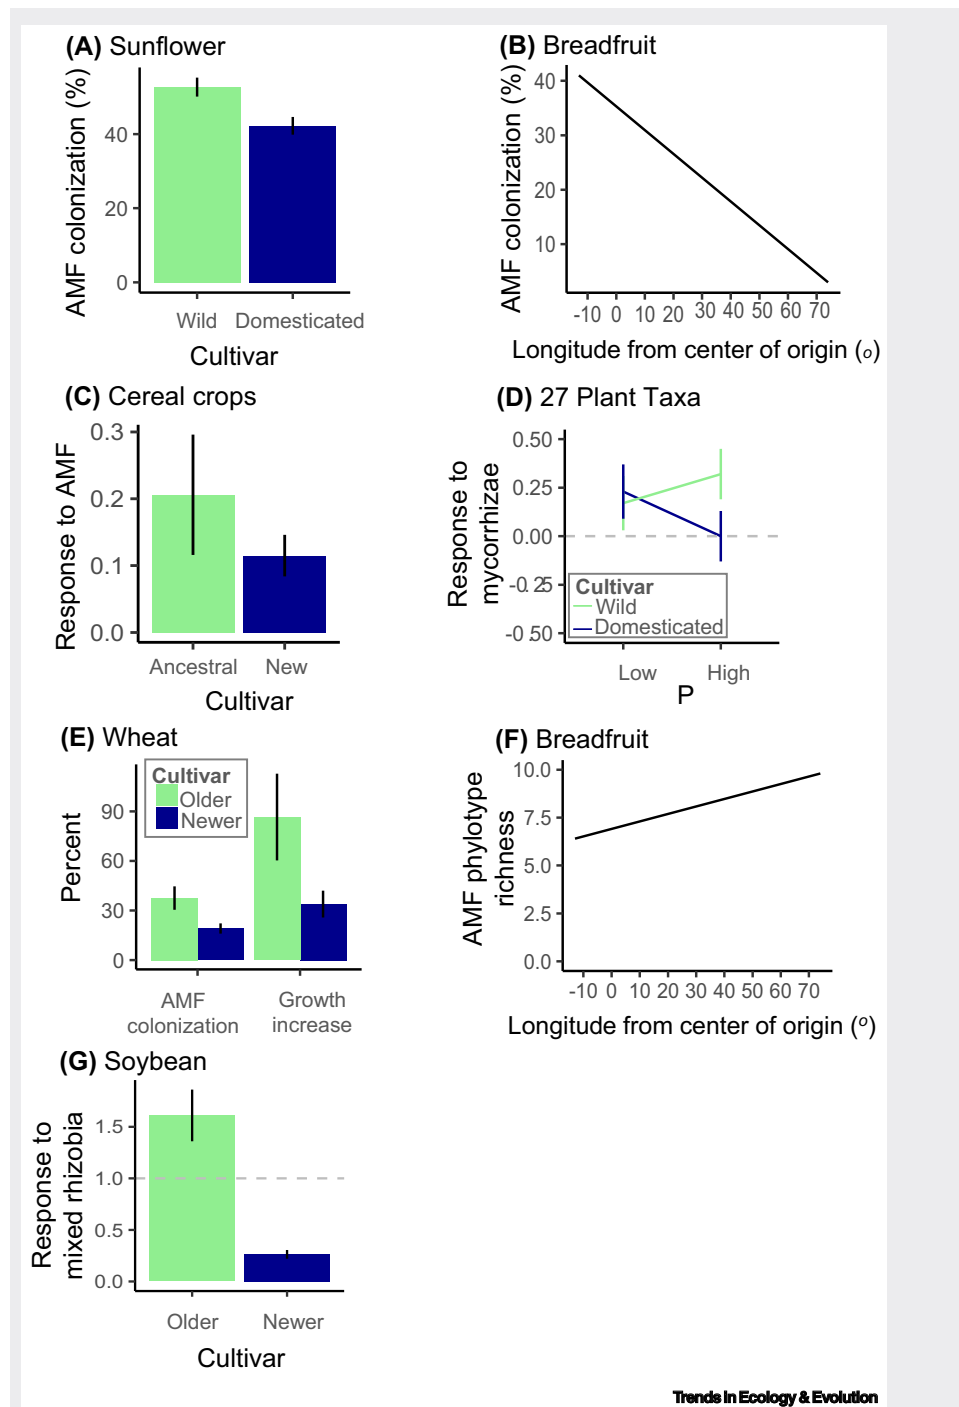 (A) Sunflower
AMF colonization (%)
40
20
0
Wild Domesticated
Cultivar
(B) Breadfruit
AMF colonization (%)
40
30
20
10
-10 0 10 20 30 40 50 60 70
Longitude from center of origin (o)
(C) Cereal crops
Response to AMF
0.3
0.2
0.1
0.0
Ancestral New
Cultivar
(D) 27 Plant Taxa
Response to
mycorrhizae
0.50
0.25
0.00
-0.25
-0.50
Cultivar
Wild
Domesticated
Low High
P
(E) Wheat
Percent
90
60
30
0
Cultivar
Older
Newer
AMF
colonization
Growth
increase
(F) Breadfruit
AMF phylotype
richness
10.0
7.5
5.0
2.5
0.0
-10 0 10 20 30 40 50 60 70
Longitude from center of origin (o)
(G) Soybean
Response to
mixed rhizobia
1.5
1.0
0.5
0.0
Older Newer
Cultivar
Trends in Ecology & Evolution